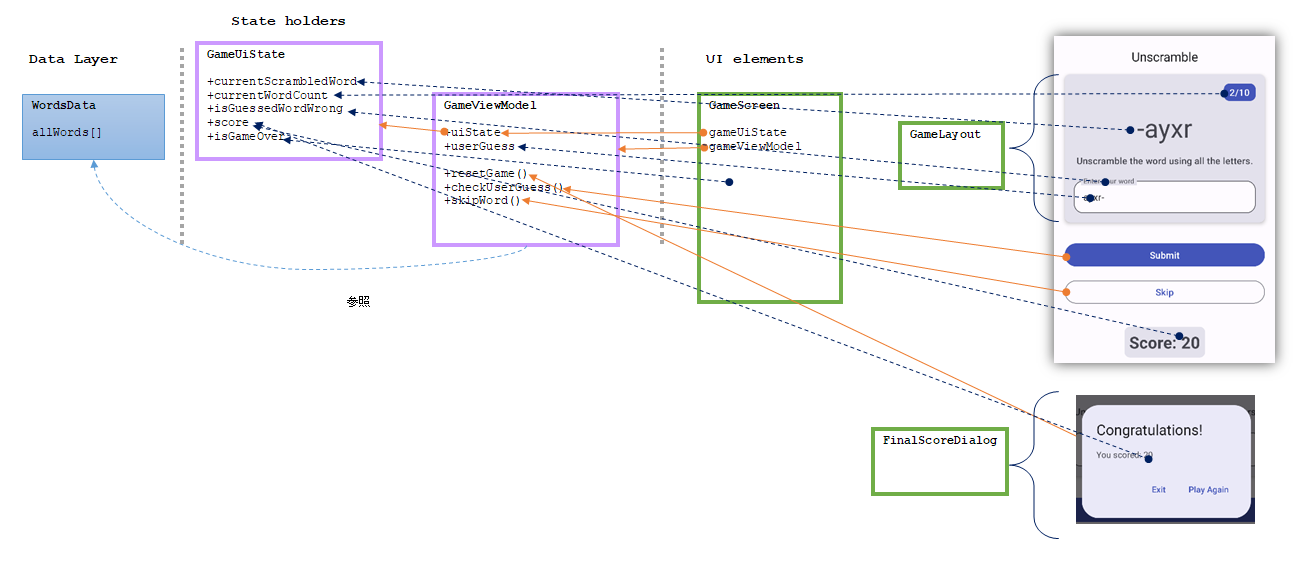 State holders
Data Layer
UI elements
GameUiState
+currentScrambledWord
+currentWordCount
+isGuessedWordWrong
+score
+isGameOver
WordsData
allWords[]
GameViewModel
+uiState
+userGuess
+resetGame()
+checkUserGuess()
+skipWord()
GameScreen
gameUiState
gameViewModel
GameLayout
Unscramble
2/10
-ayxr
Unscramble the word using all the letters.
Enter your word
ayxr-
Submit
Skip
Score: 20
参照
FinalScoreDialog
Congratulations!
You scored: 20
Exit
Play Again